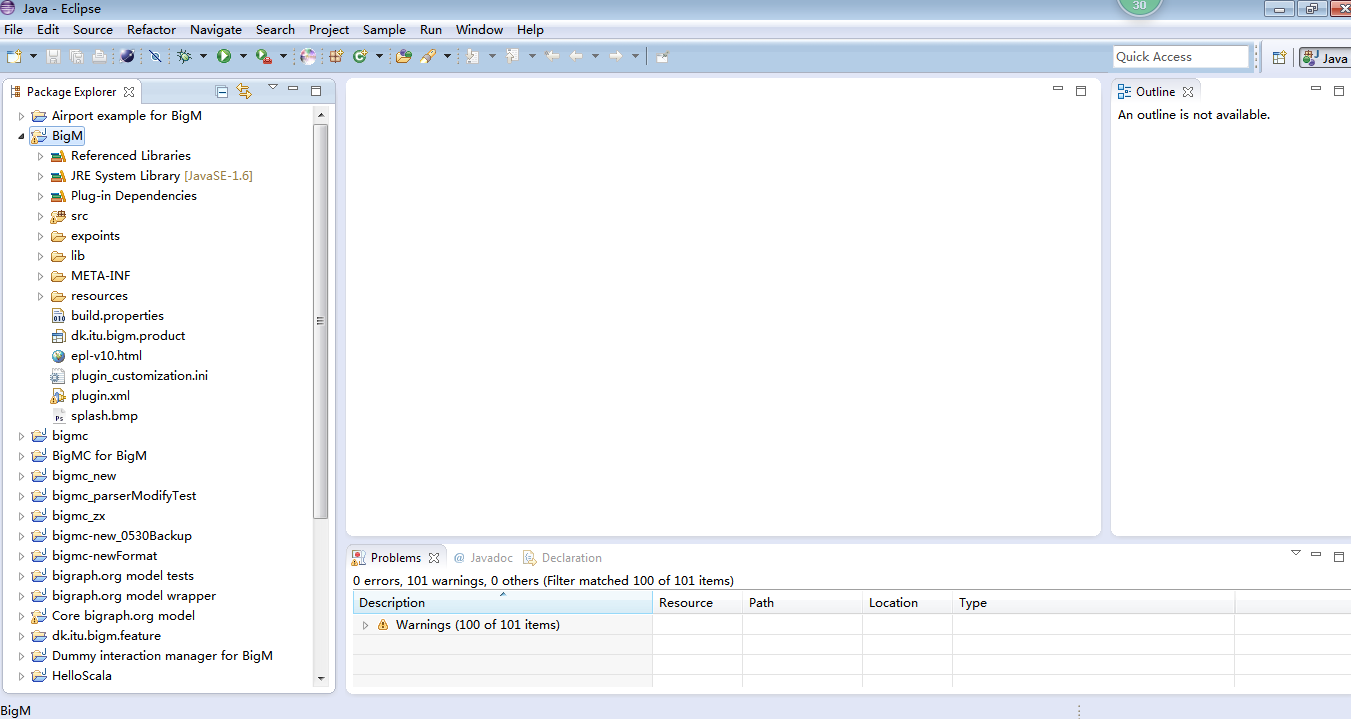 Java - Eclipse
30
File Edit Source Refactor Navigate Search Project Sample Run Window Help
Quick Access
Java
Package Explorer
Airport example for BigM
BigM
Referenced Libraries
JRE System Library [JavaSE-1.6]
Plug-in Dependencies
src
expoints
lib
META-INF
resources
build.properties
dk.itu.bigm.product
epl-v10.html
plugin_customization.ini
plugin.xml
splash.bmp
bigmc
BigMC for BigM
bigmc_new
bigmc_parserModifyTest
bigmc_zx
bigmc-new_0530Backup
bigmc-newFormat
bigraph.org model tests
bigraph.org model wrapper
Core bigraph.org model
dk.itu.bigm.feature
Dummy interaction manager for BigM
HelloScala
Outline
An outline is not available.
Problems @ Javadoc Declaration
0 errors, 101 warnings, 0 others (Filter matched 100 of 101 items)
Description Resource Path Location Type
Warnings (100 of 101 items)
BigM